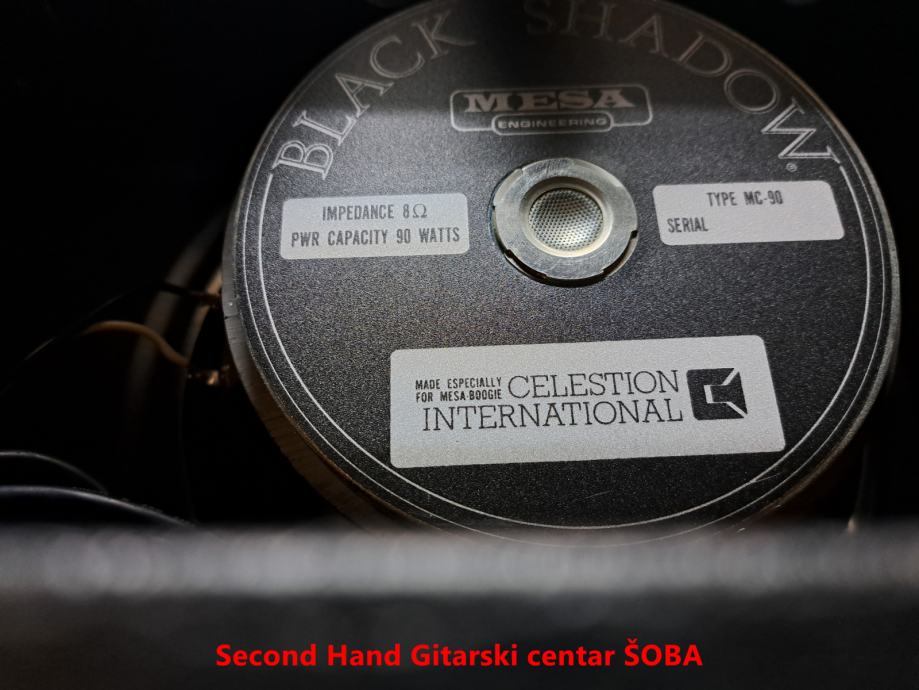 BLACK SHADOW®
MESA
ENGINEERING
IMPEDANCE 8Ω
PWR CAPACITY 90 WATTS
TYPE MC-90
SERIAL
MADE ESPECIALLY
FOR MESA-BOOGIE
CELESTION
INTERNATIONAL
Second Hand Gitarski centar ŠOBA